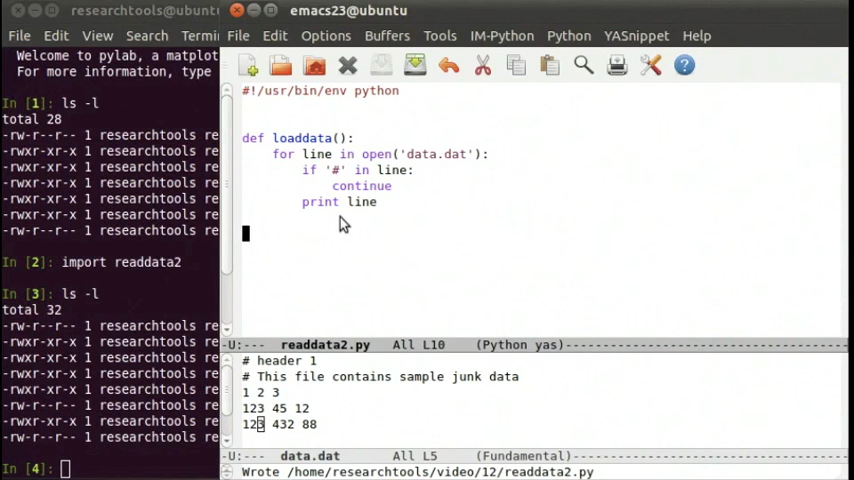 researchtools@ubuntu
File Edit View Search Termi
Welcome to pylab, a matplot
For more information, type
In [1]: ls -l
total 28
-rw-r--r-- 1 researchtools re
-rwxr-xr-x 1 researchtools re
-rwxr-xr-x 1 researchtools re
-rwxr-xr-x 1 researchtools re
-rwxr-xr-x 1 researchtools re
-rwxr-xr-x 1 researchtools re
-rw-r--r-- 1 researchtools re
In [2]: import readdata2
In [3]: ls -l
total 32
-rw-r--r-- 1 researchtools re
-rwxr-xr-x 1 researchtools re
-rwxr-xr-x 1 researchtools re
-rwxr-xr-x 1 researchtools re
-rwxr-xr-x 1 researchtools re
-rw-r--r-- 1 researchtools re
-rw-r--r-- 1 researchtools re
-rw-r--r-- 1 researchtools re
In [4]:
emacs23@ubuntu
File Edit Options Buffers Tools IM-Python Python YASnippet Help
#!/usr/bin/env python
def loaddata():
for line in open('data.dat'):
if '#' in line:
continue
print line
-U:--- readdata2.py All L10 (Python yas)
# header 1
# This file contains sample junk data
1 2 3
123 45 12
123 432 88
-U:--- data.dat All L5 (Fundamental)
Wrote /home/researchtools/video/12/readdata2.py